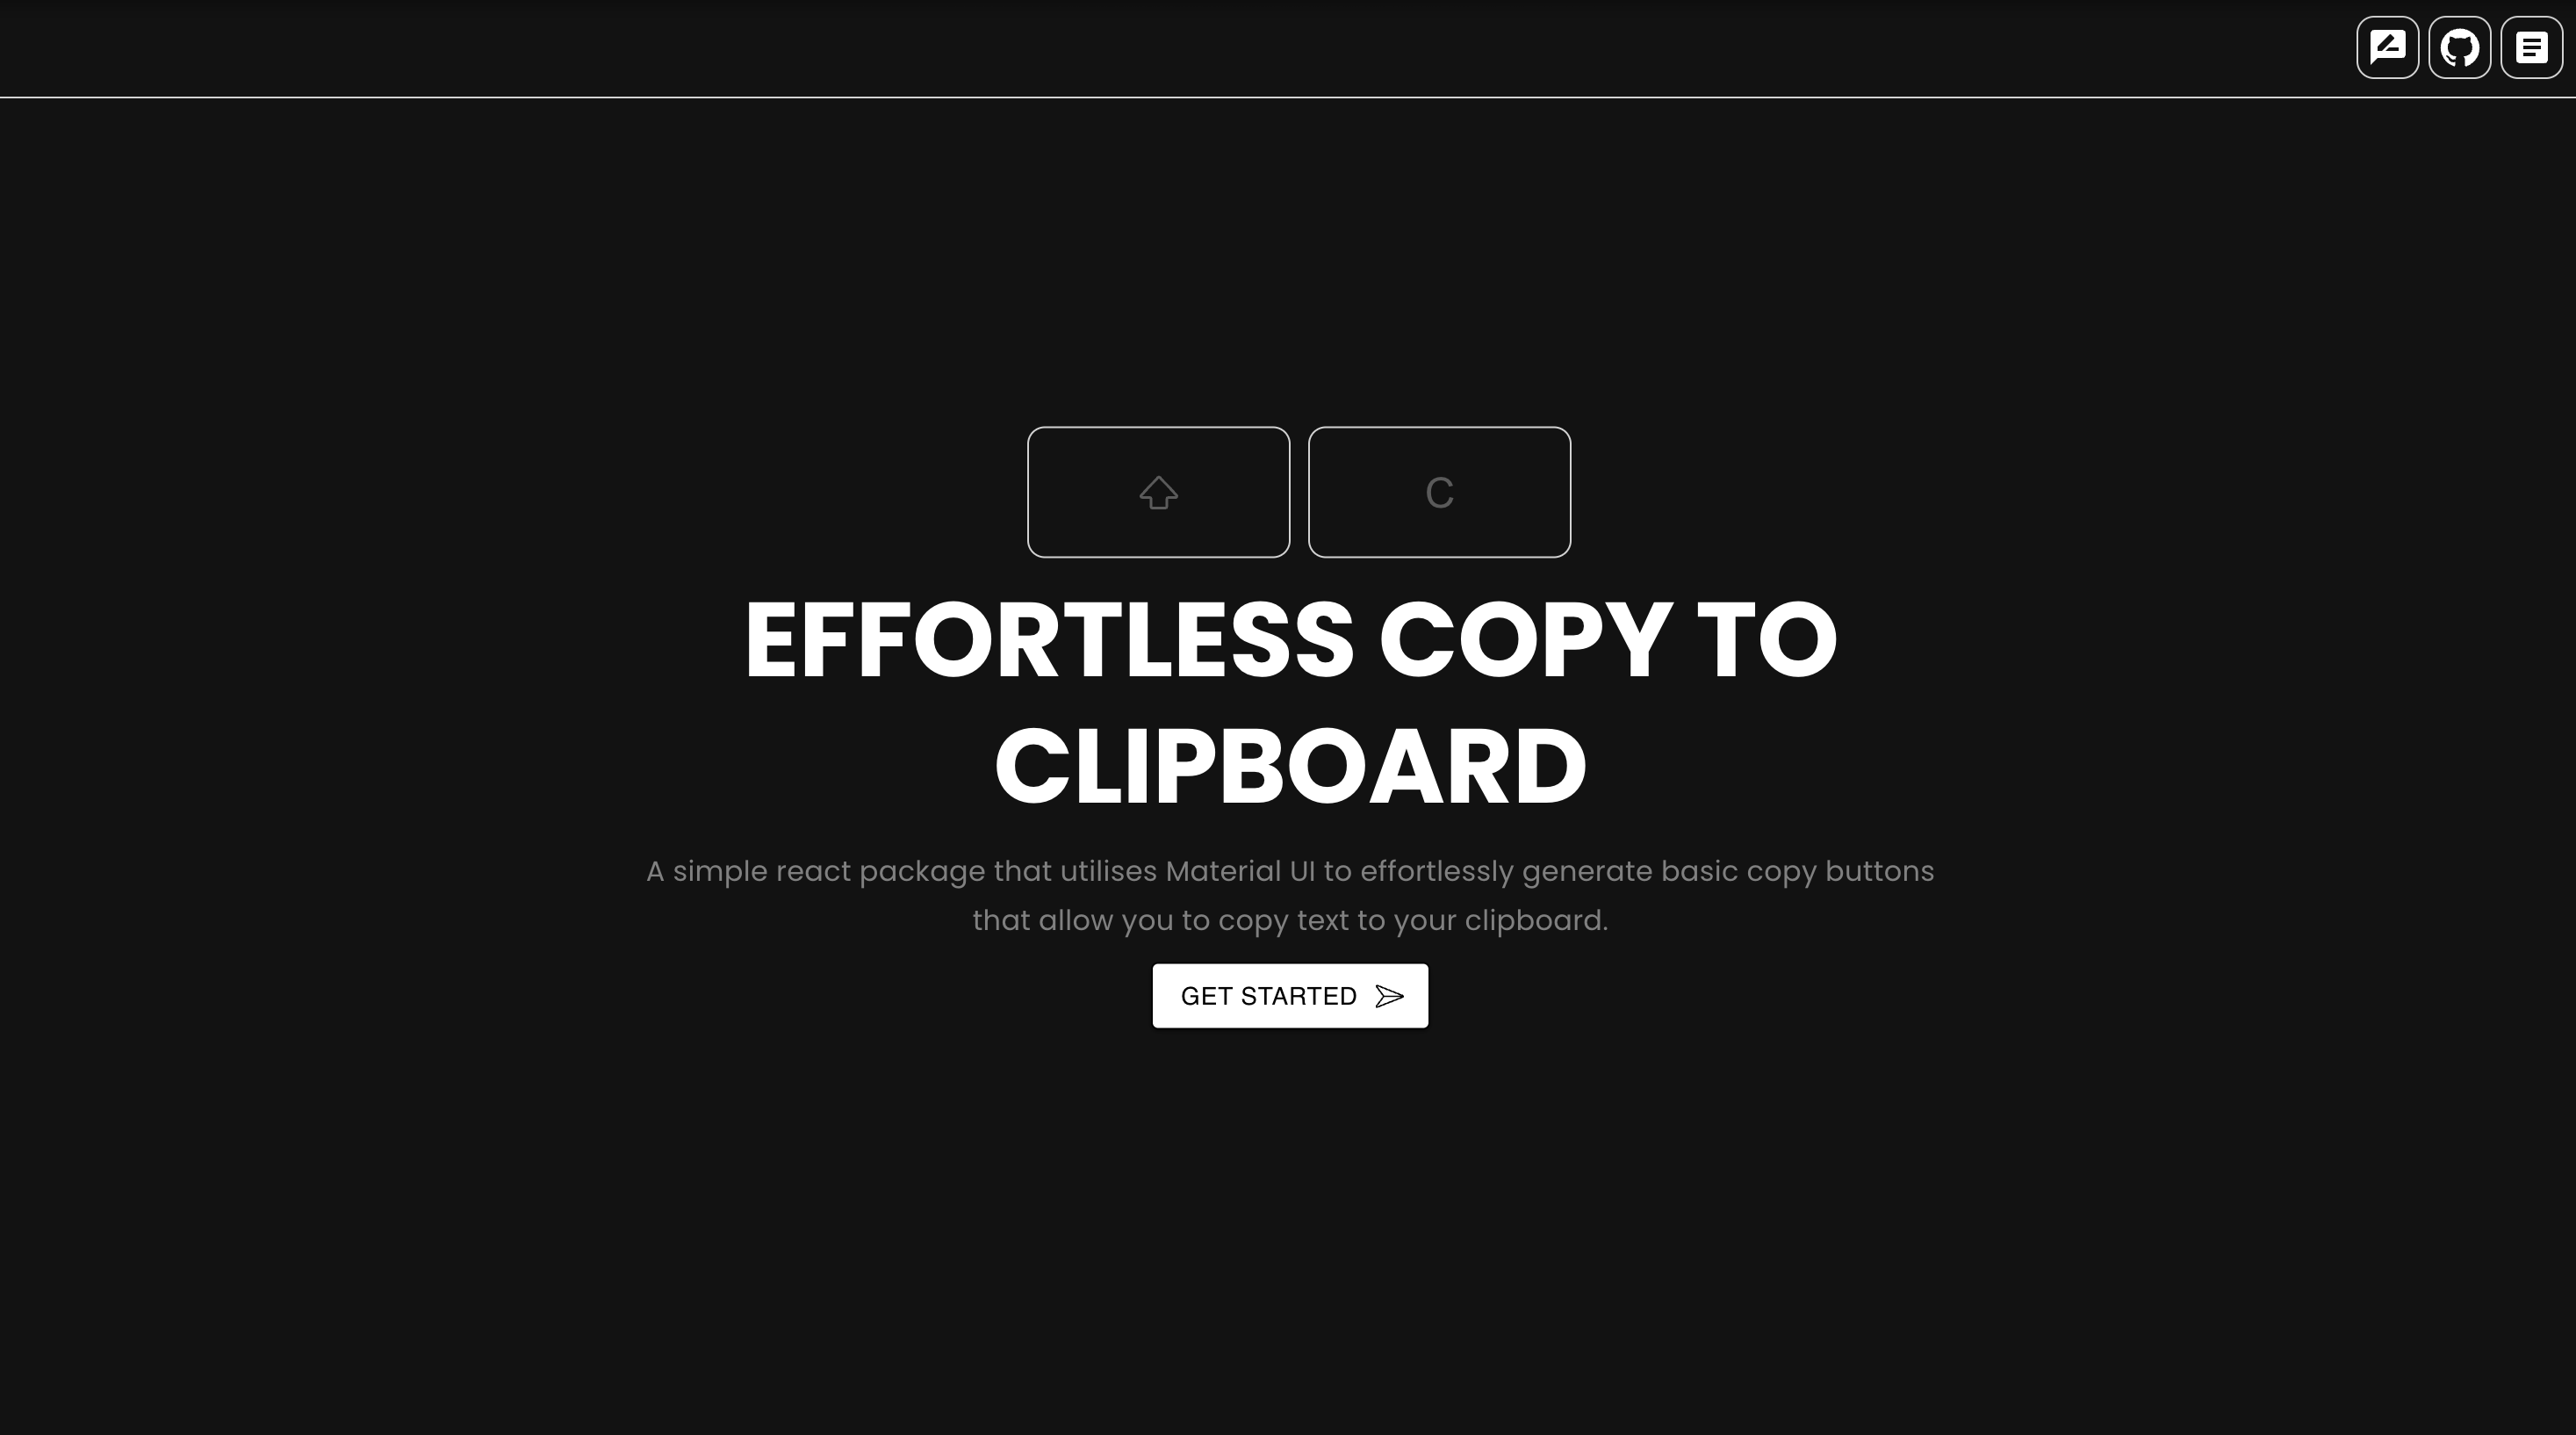 C
EFFORTLESS COPY TO
CLIPBOARD
A simple react package that utilises Material UI to effortlessly generate basic copy buttons
that allow you to copy text to your clipboard.
GET STARTED